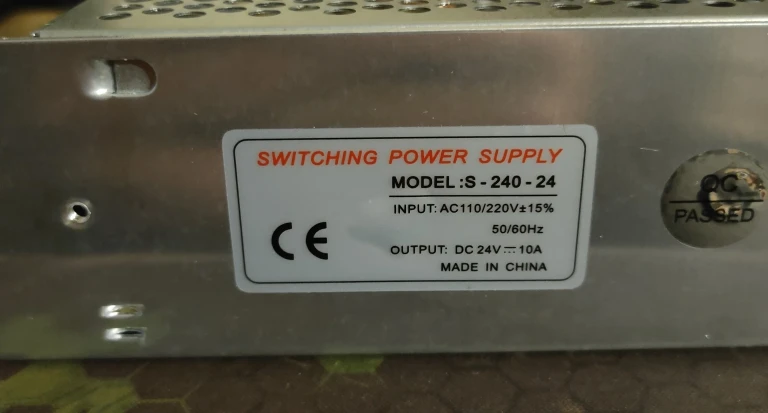 SWITCHING POWER SUPPLY
MODEL :S - 240 - 24
INPUT: AC110/220V±15%
50/60Hz
CE
OUTPUT: DC 24V⎓10A
MADE IN CHINA
QC
PASSED